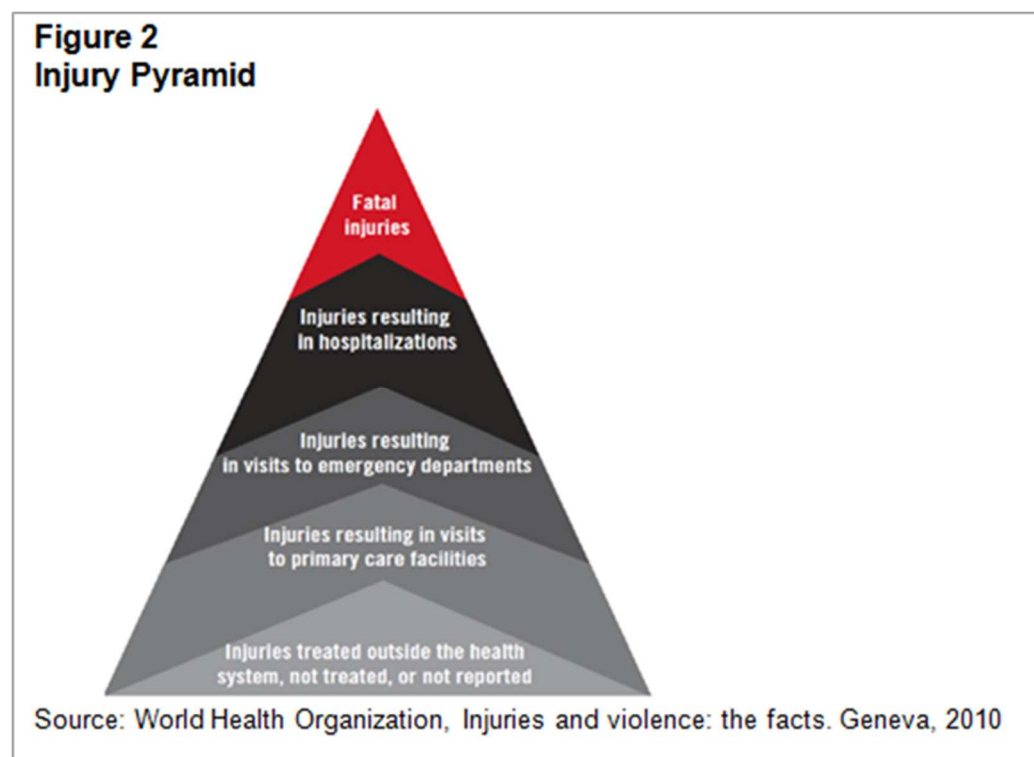 Figure 2
Injury Pyramid
Fatal
injuries
Injuries resulting
in hospitalizations
Injuries resulting
in visits to emergency departments
Injuries resulting in visits
to primary care facilities
Injuries treated outside the health
system, not treated, or not reported
Source: World Health Organization, Injuries and violence: the facts. Geneva, 2010